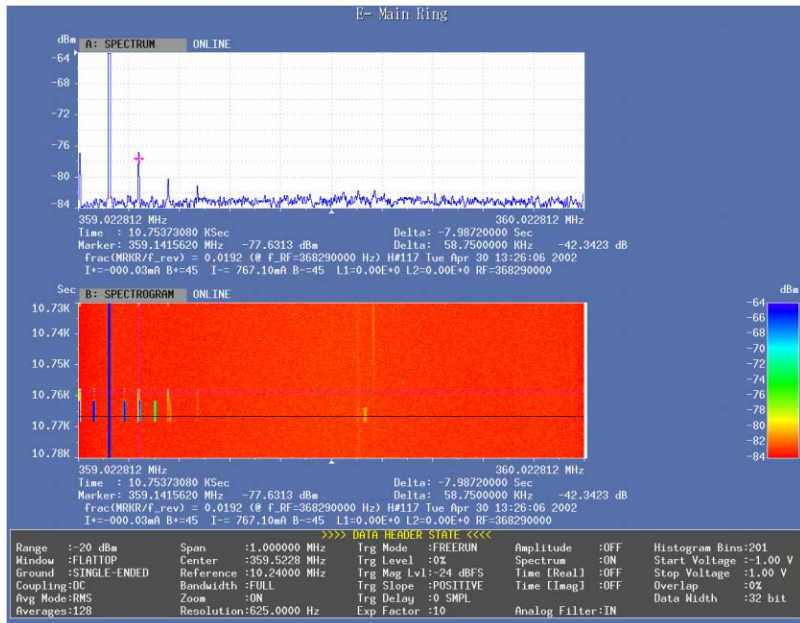 E- Main Ring
dBm
A: SPECTRUM ONLINE
-64
-68
-72
-76
-80
-84
359.022812 MHz 360.022812 MHz
Time : 10.75373080 KSec Delta: -7.98720000 Sec
Marker: 359.1415620 MHz -77.6313 dBm Delta: 58.7500000 KHz -42.3423 dB
frac(MRKR/f_rev) = 0.0192 (@ f_RF=368290000 Hz) H#117 Tue Apr 30 13:26:06 2002
I+=-000.03mA B+=45 I-= 767.10mA B-=45 L1=0.00E+0 L2=0.00E+0 RF=368290000
Sec
B: SPECTROGRAM ONLINE
10.73K
10.74K
10.75K
10.76K
10.77K
10.78K
dBm
-64
-66
-68
-70
-72
-74
-76
-78
-80
-82
-84
359.022812 MHz 360.022812 MHz
Time : 10.75373080 KSec Delta: -7.98720000 Sec
Marker: 359.1415620 MHz -77.6313 dBm Delta: 58.7500000 KHz -42.3423 dB
frac(MRKR/f_rev) = 0.0192 (@ f_RF=368290000 Hz) H#117 Tue Apr 30 13:26:06 2002
I+=-000.03mA B+=45 I-= 767.10mA B-=45 L1=0.00E+0 L2=0.00E+0 RF=368290000
>>>> DATA HEADER STATE <<<<
Range :-20 dBm Span :1.000000 MHz Trg Mode :FREERUN Amplitude :OFF Histogram Bins:201
Window :FLATTOP Center :359.5228 MHz Trg Level :0% Spectrum :ON Start Voltage :-1.00 V
Ground :SINGLE-ENDED Reference :10.24000 MHz Trg Mag Lvl:-24 dBFS Time [Real] :OFF Stop Voltage :1.00 V
Coupling:DC Bandwidth :FULL Trg Slope :POSITIVE Time [Imag] :OFF Overlap :0%
Avg Mode:RMS Zoom :ON Trg Delay :0 SMPL Data Width :32 bit
Averages:128 Resolution:625.0000 Hz Exp Factor :10 Analog Filter:IN